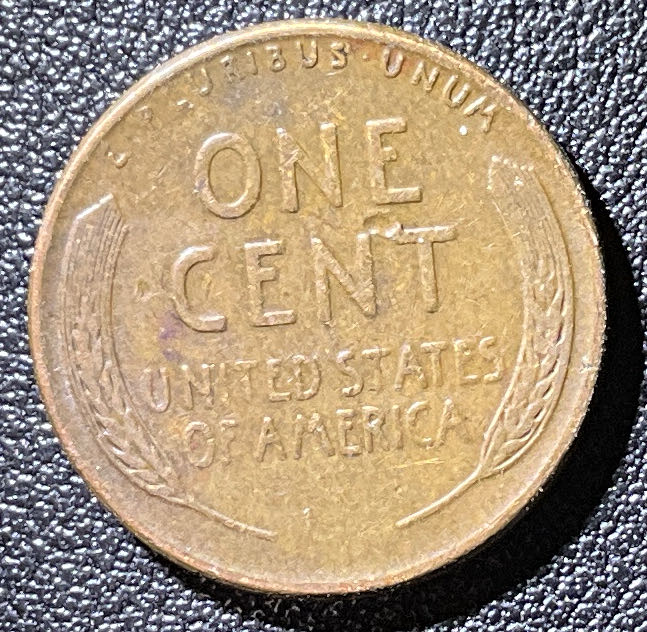 E PLURIBUS · UNUM
ONE
CENT
UNITED STATES
OF AMERICA